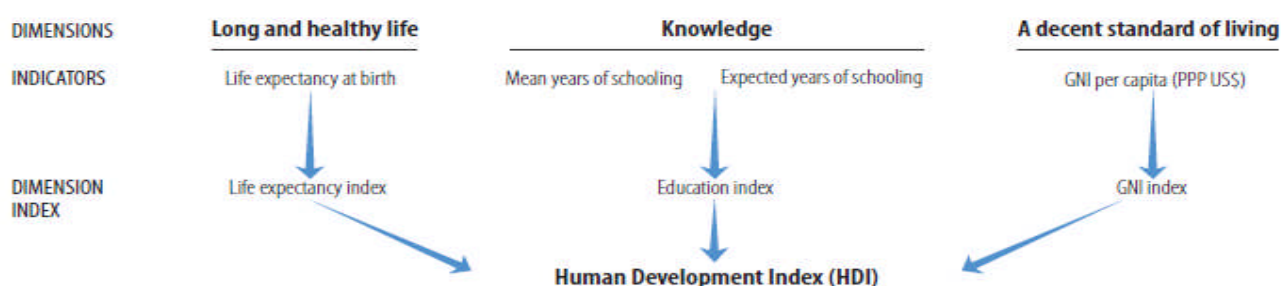 DIMENSIONS Long and healthy life Knowledge A decent standard of living
INDICATORS Life expectancy at birth Mean years of schooling Expected years of schooling GNI per capita (PPP US$)
DIMENSION
INDEX Life expectancy index Education index GNI index
Human Development Index (HDI)